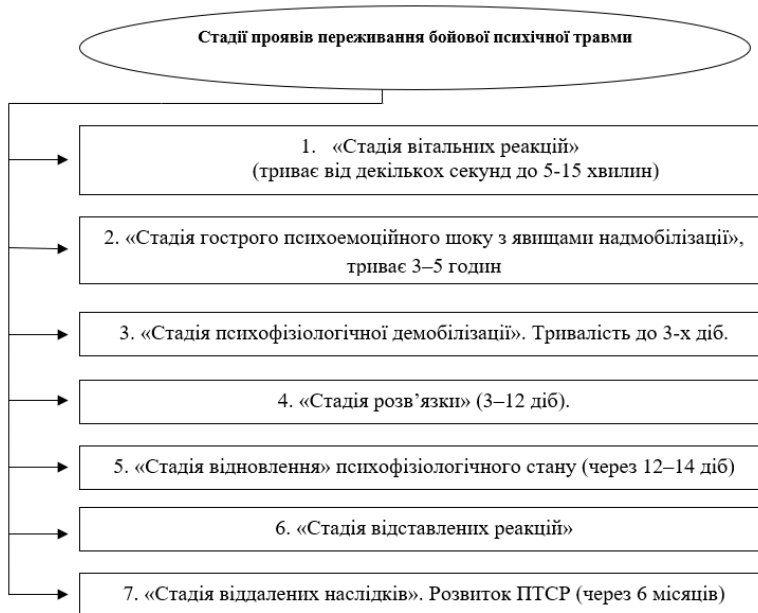 Стадії проявів переживання бойової психічної травми
1. «Стадія вітальних реакцій»
(триває від декількох секунд до 5-15 хвилин)
2. «Стадія гострого психоемоційного шоку з явищами надмобілізації»,
триває 3–5 годин
3. «Стадія психофізіологічної демобілізації». Тривалість до 3-х діб.
4. «Стадія розв’язки» (3–12 діб).
5. «Стадія відновлення» психофізіологічного стану (через 12–14 діб)
6. «Стадія відставлених реакцій»
7. «Стадія віддалених наслідків». Розвиток ПТСР (через 6 місяців)